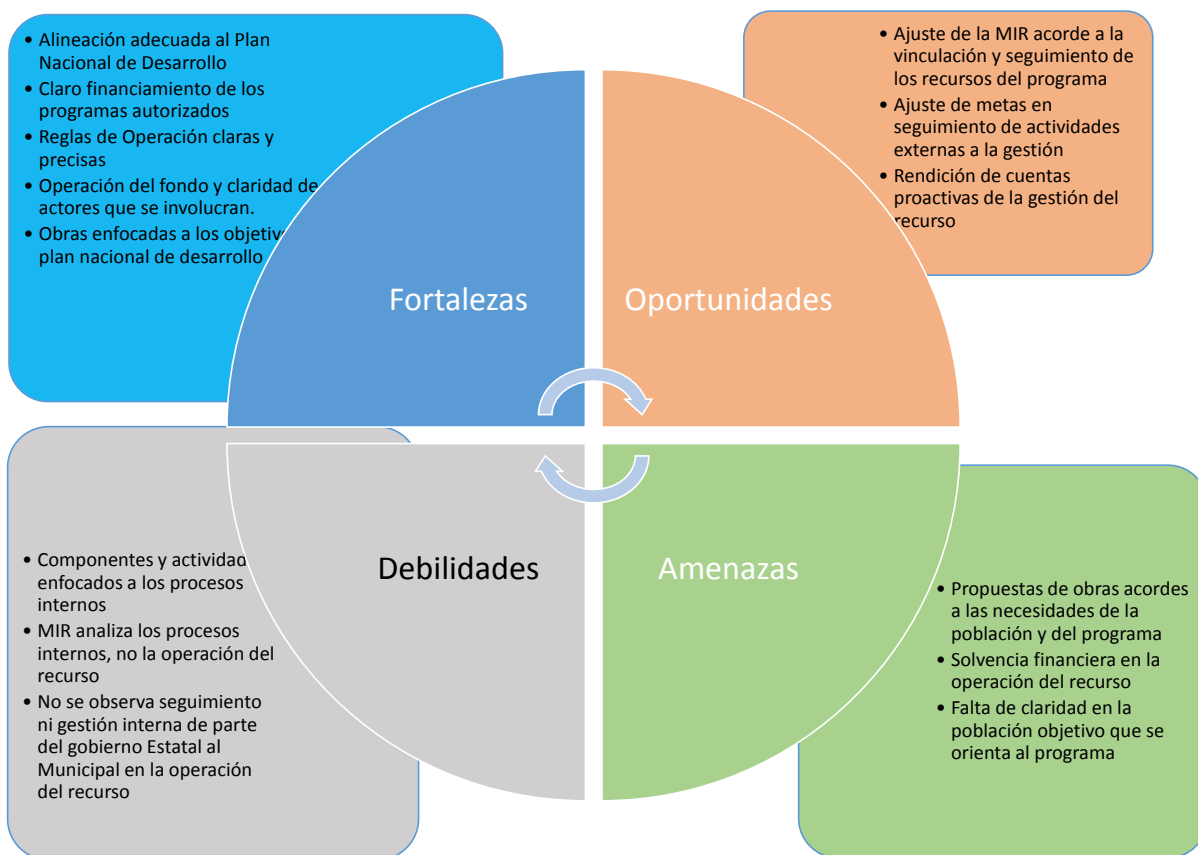 • Alineación adecuada al Plan
Nacional de Desarrollo
• Claro financiamiento de los
programas autorizados
• Reglas de Operación claras y
precisas
• Operación del fondo y claridad de
actores que se involucran.
• Obras enfocadas a los objetiv
plan nacional de desarrollo
• Ajuste de la MIR acorde a la
vinculación y seguimiento de
los recursos del programa
• Ajuste de metas en
seguimiento de actividades
externas a la gestión
• Rendición de cuentas
proactivas de la gestión del
recurso
Fortalezas
Oportunidades
Debilidades
Amenazas
• Componentes y actividad
enfocados a los procesos
internos
• MIR analiza los procesos
internos, no la operación del
recurso
• No se observa seguimiento
ni gestión interna de parte
del gobierno Estatal al
Municipal en la operación
del recurso
• Propuestas de obras acordes
a las necesidades de la
población y del programa
• Solvencia financiera en la
operación del recurso
• Falta de claridad en la
población objetivo que se
orienta al programa